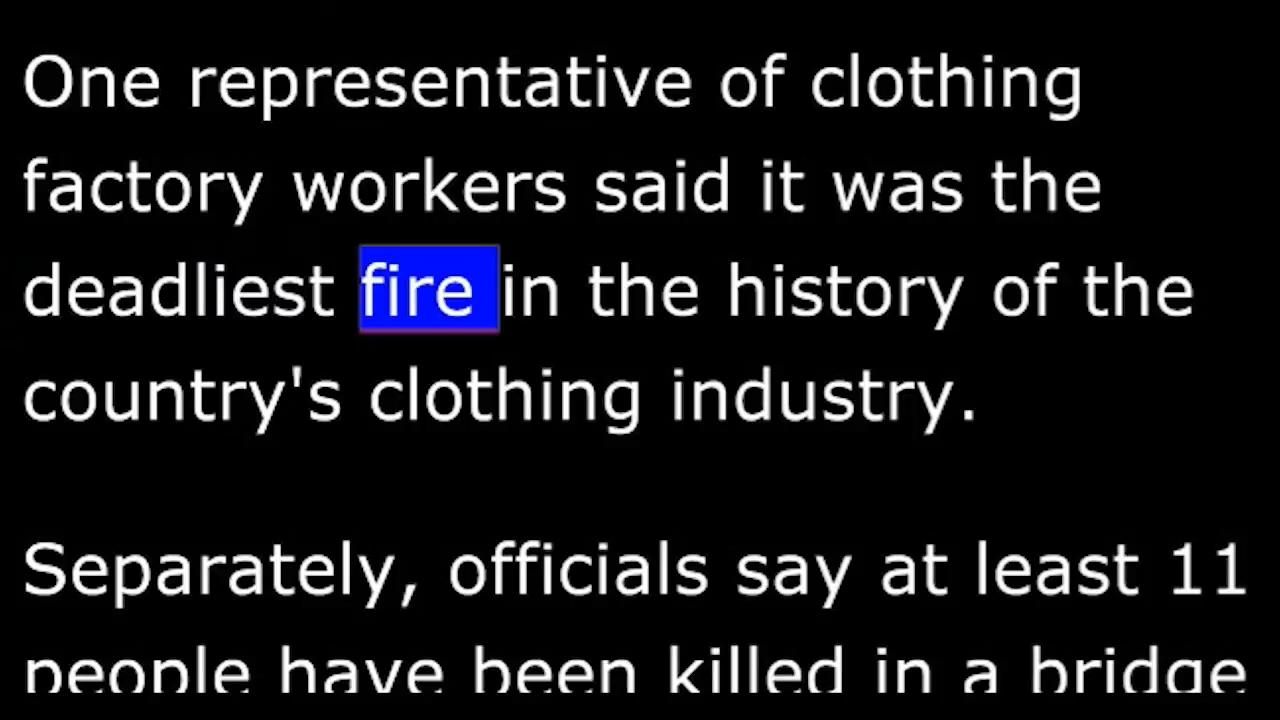 One representative of clothing
factory workers said it was the
deadliest fire in the history of the
country's clothing industry.
Separately, officials say at least 11
people have been killed in a bridge